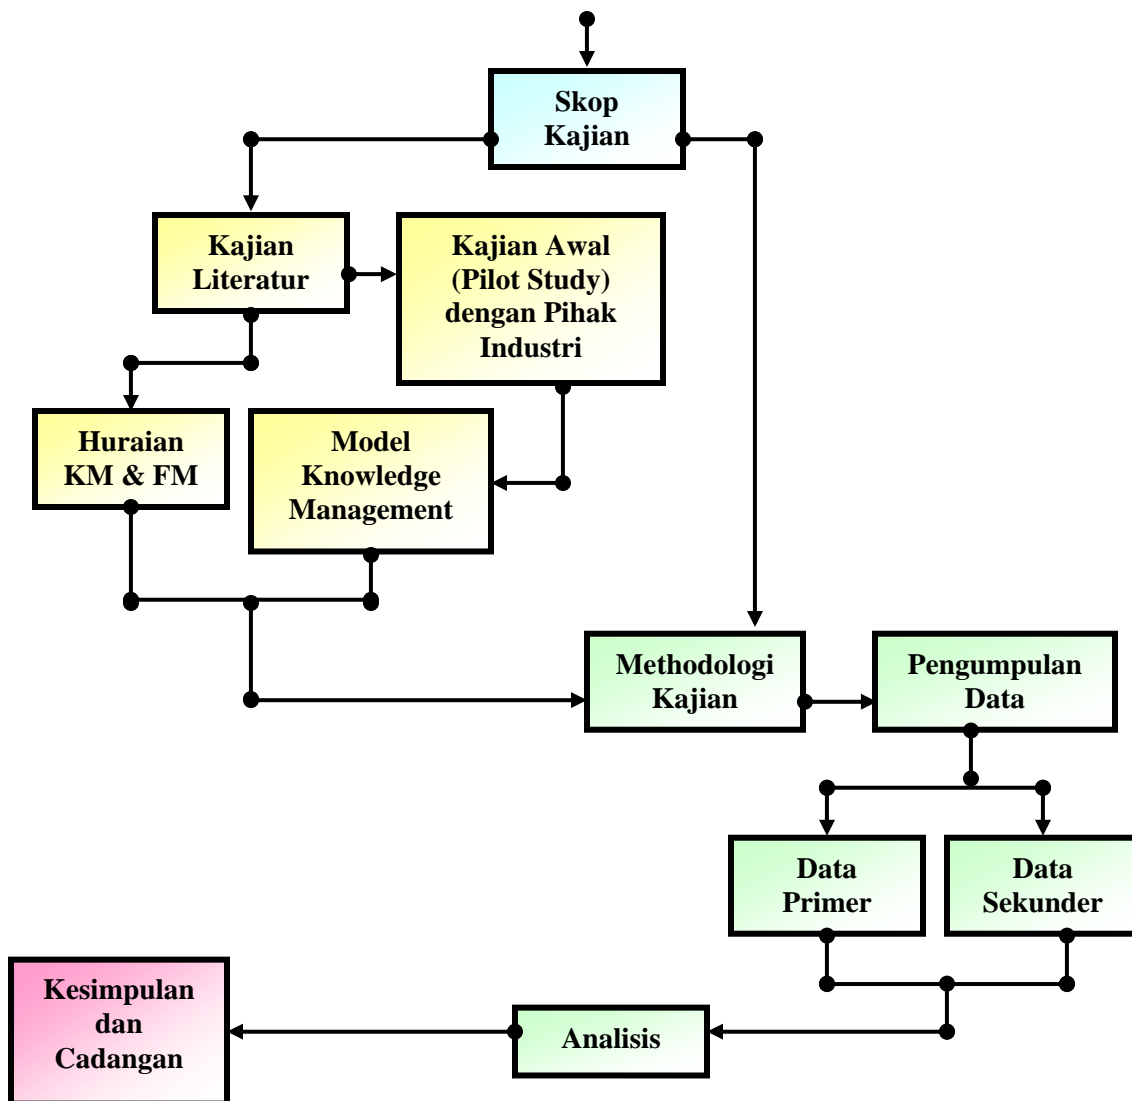 Skop
Kajian
Kajian
Literatur
Kajian Awal
(Pilot Study)
dengan Pihak
Industri
Huraian
KM & FM
Model
Knowledge
Management
Methodologi
Kajian
Pengumpulan
Data
Data
Primer
Data
Sekunder
Analisis
Kesimpulan
dan
Cadangan